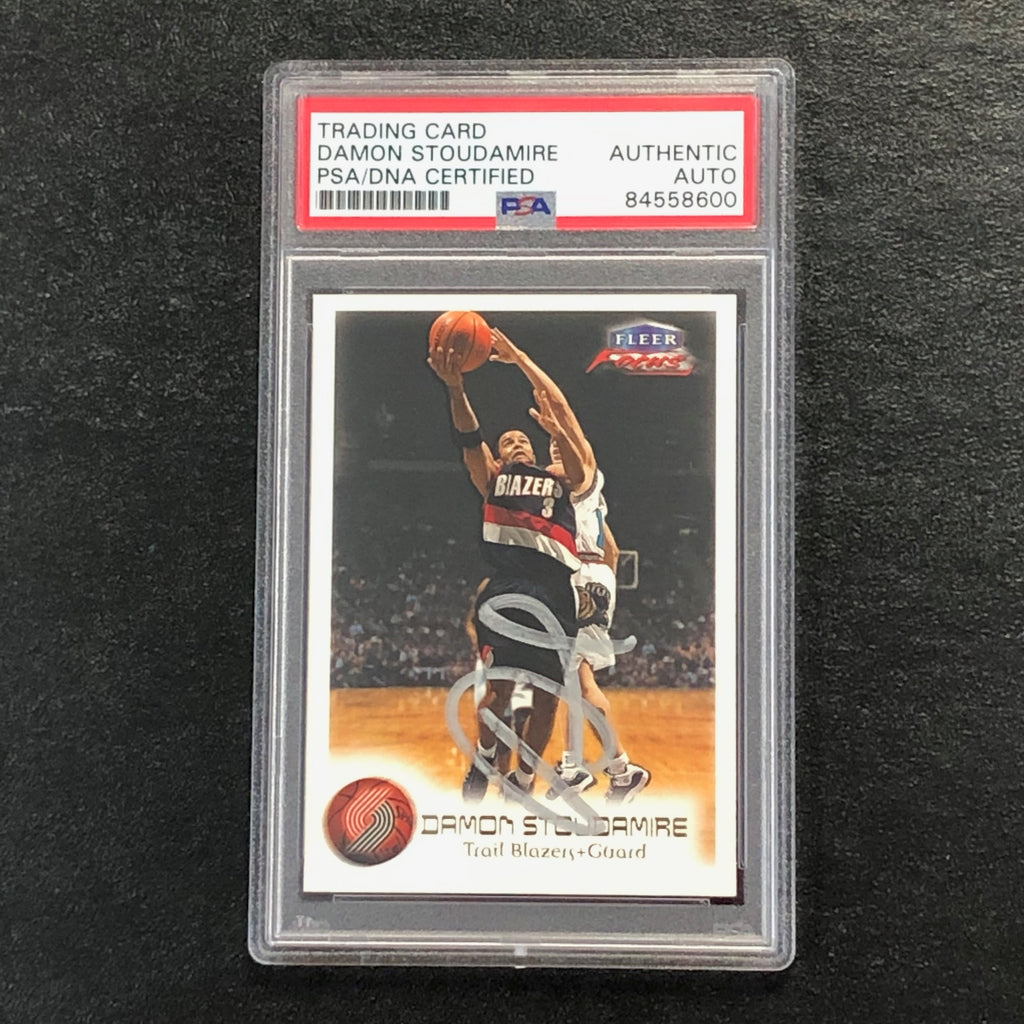 TRADING CARD
DAMON STOUDAMIRE
PSA/DNA CERTIFIED
AUTHENTIC
AUTO
84558600
PSA
FLEER
Focus
BLAZERS
3
DAMON STOUDAMIRE
Trail Blazers+Guard